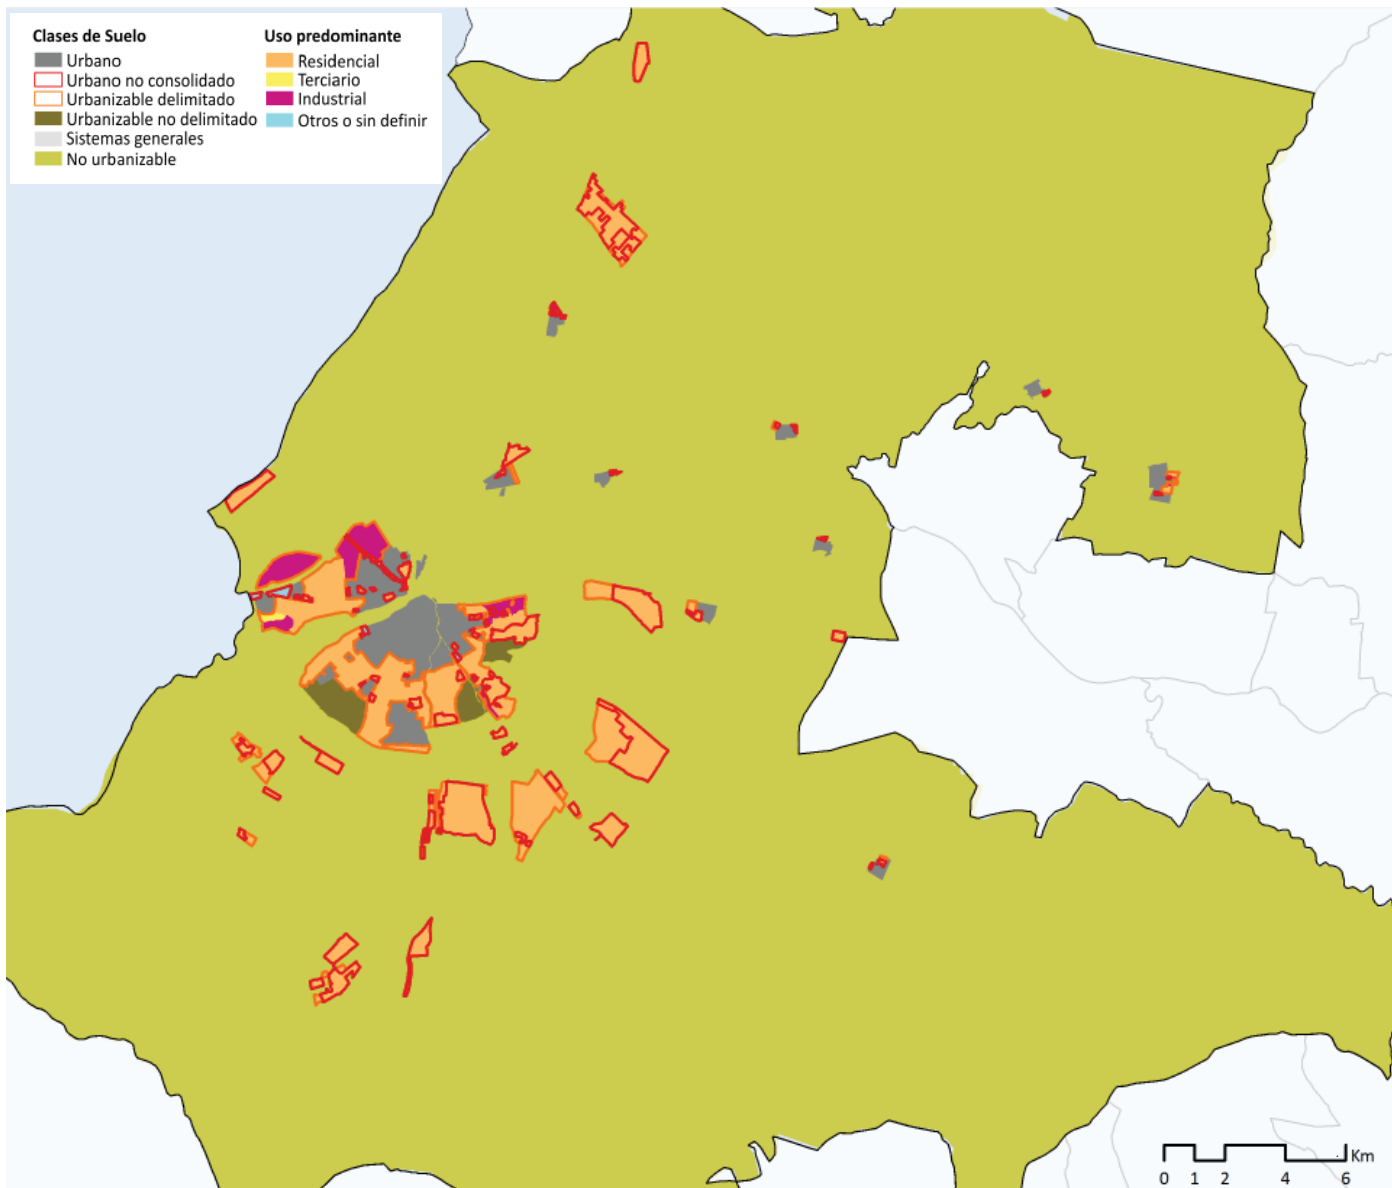 Clases de Suelo
Urbano
Urbano no consolidado
Urbanizable delimitado
Urbanizable no delimitado
Sistemas generales
No urbanizable
Uso predominante
Residencial
Terciario
Industrial
Otros o sin definir
Km
0 1 2 4 6